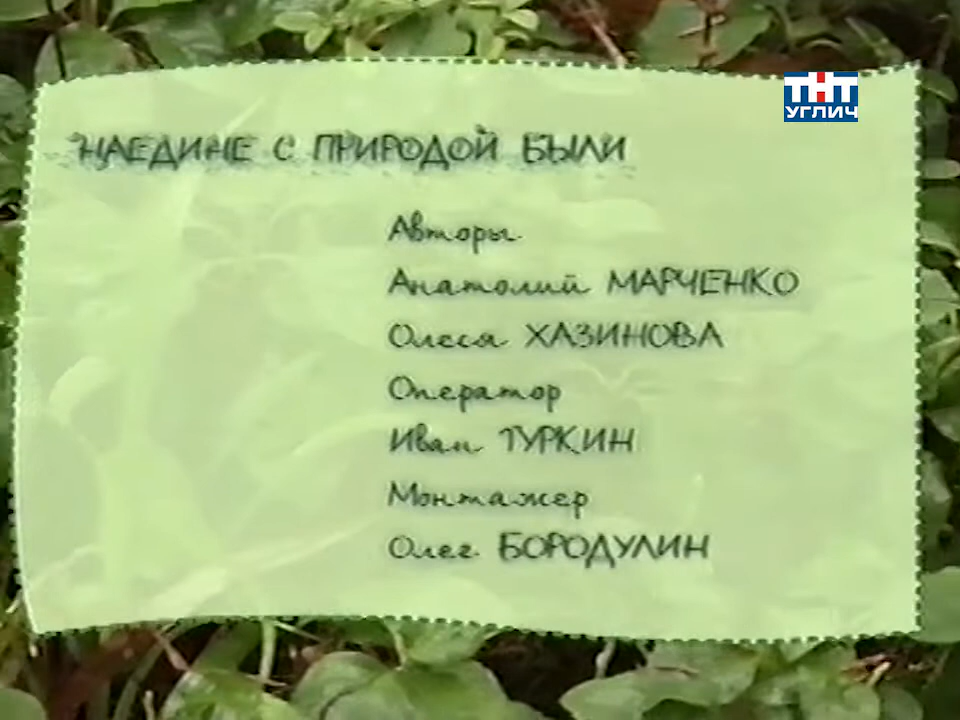 ТНТ
УГЛИЧ
НАЕДИНЕ С ПРИРОДОЙ БЫЛИ
Авторы
Анатолий МАРЧЕНКО
Олеся ХАЗИНОВА
Оператор
Иван ТУРКИН
Монтажер
Олег БОРОДУЛИН